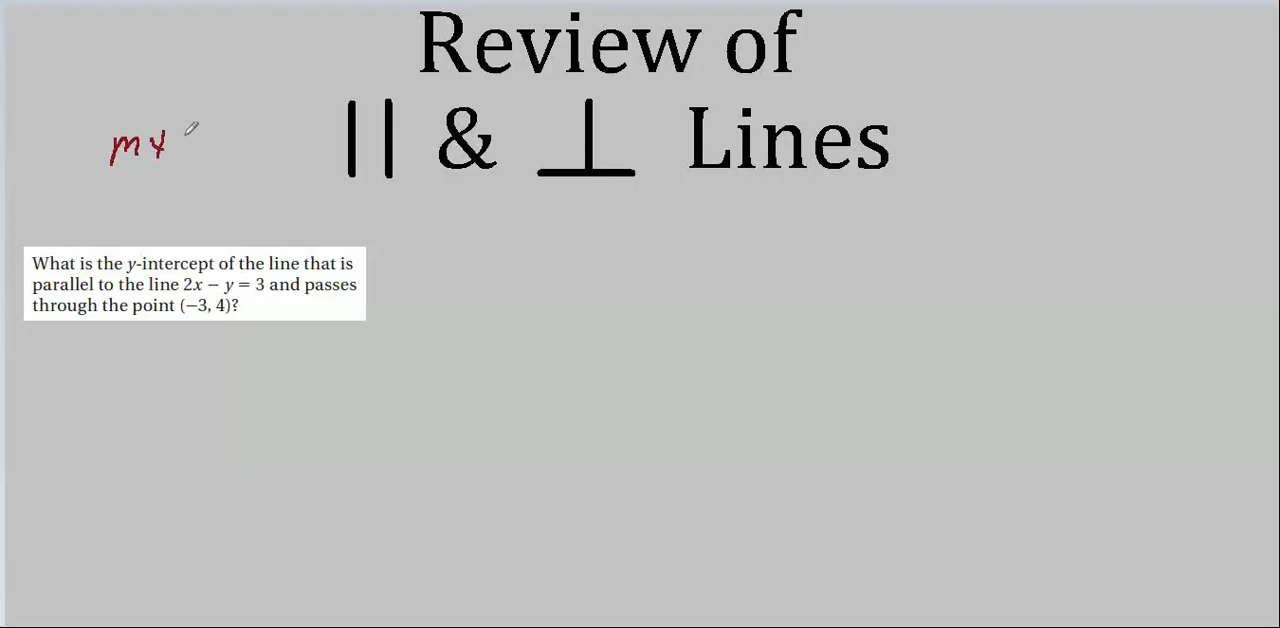 Review of
|| & ⊥ Lines
m y
What is the y-intercept of the line that is
parallel to the line 2x − y = 3 and passes
through the point (−3, 4)?